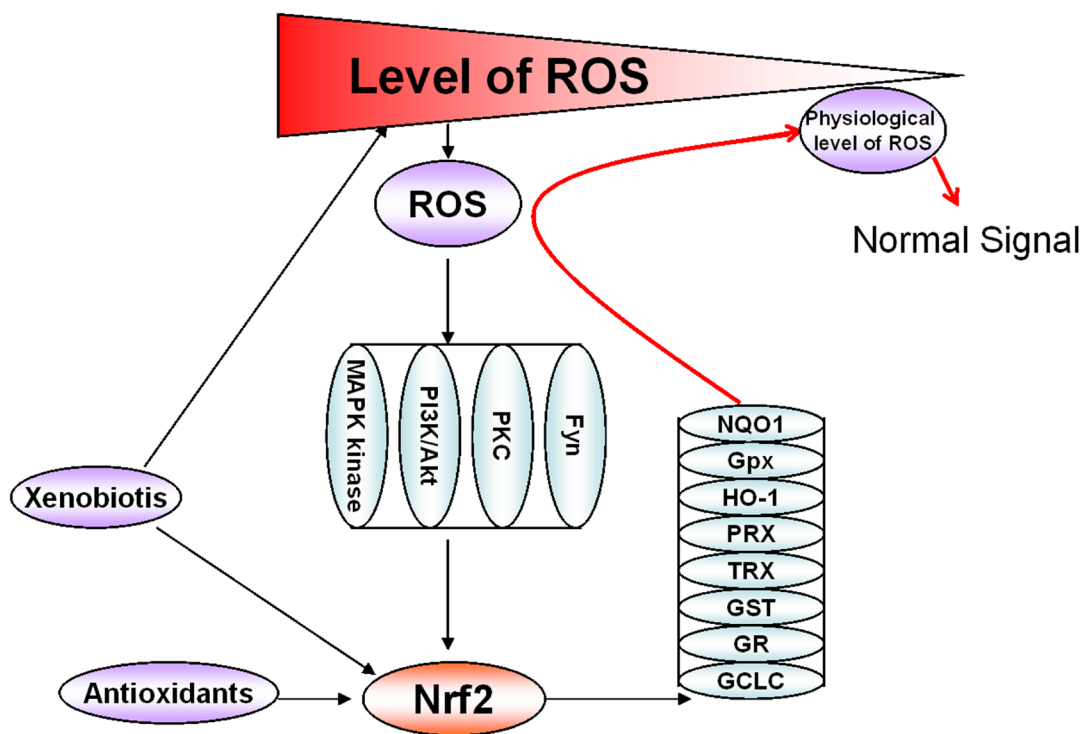 Level of ROS
Physiological
level of ROS
ROS
Normal Signal
MAPK kinase
PI3K/Akt
PKC
Fyn
NQO1
Gpx
HO-1
PRX
TRX
GST
GR
GCLC
Xenobiotis
Antioxidants
Nrf2